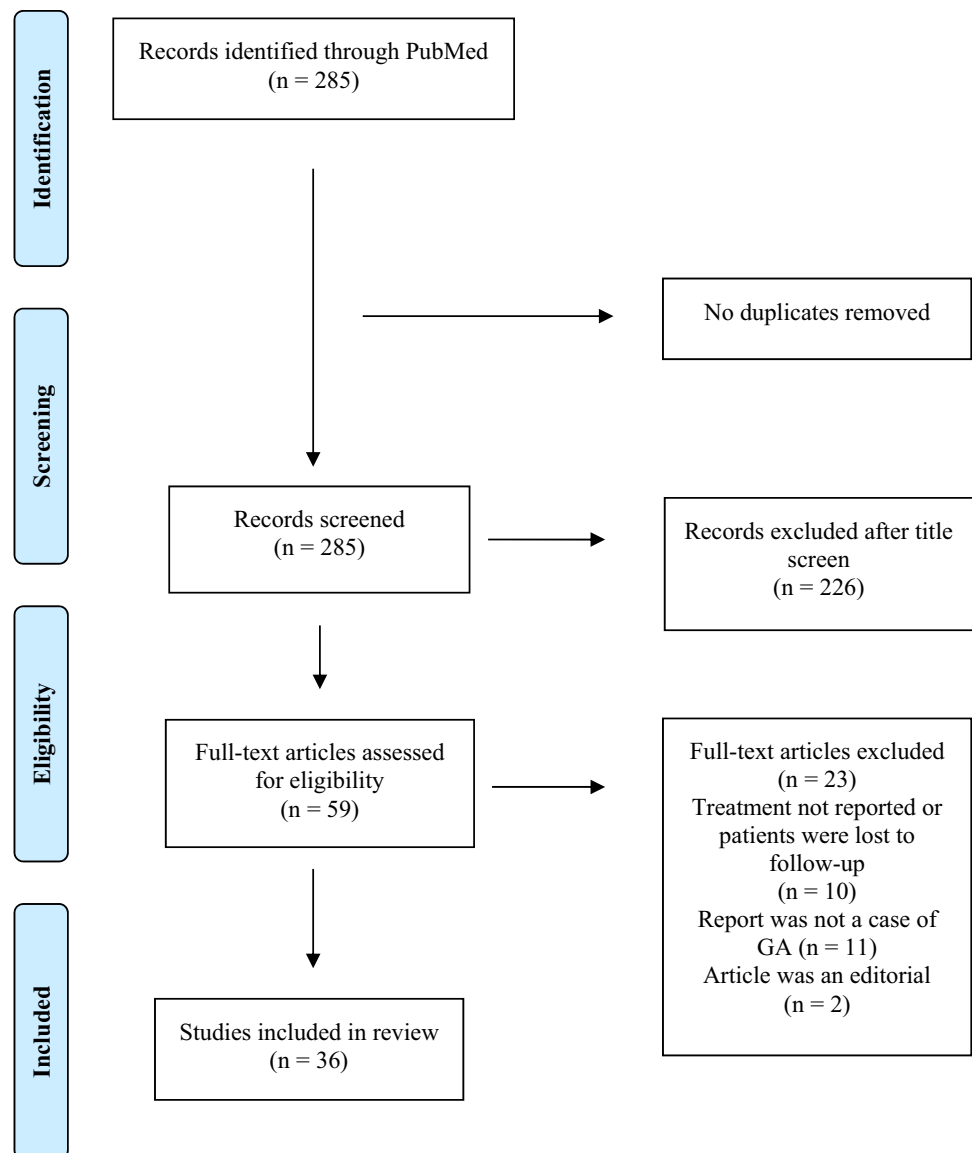 Identification
Records identified through PubMed
(n = 285)
No duplicates removed
Screening
Records screened
(n = 285)
Records excluded after title
screen
(n = 226)
Eligibility
Full-text articles assessed
for eligibility
(n = 59)
Full-text articles excluded
(n = 23)
Treatment not reported or
patients were lost to
follow-up
(n = 10)
Report was not a case of
GA (n = 11)
Article was an editorial
(n = 2)
Included
Studies included in review
(n = 36)